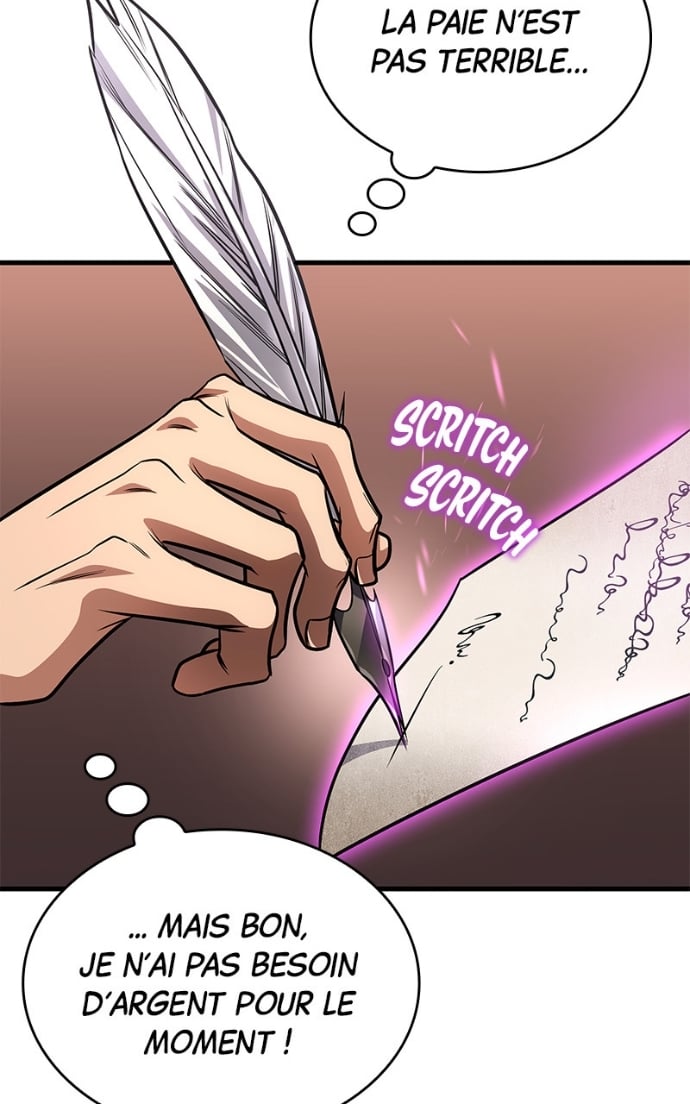 LA PAIE N'EST
PAS TERRIBLE...
SCRITCH
SCRITCH
... MAIS BON,
JE N'AI PAS BESOIN
D'ARGENT POUR LE
MOMENT !